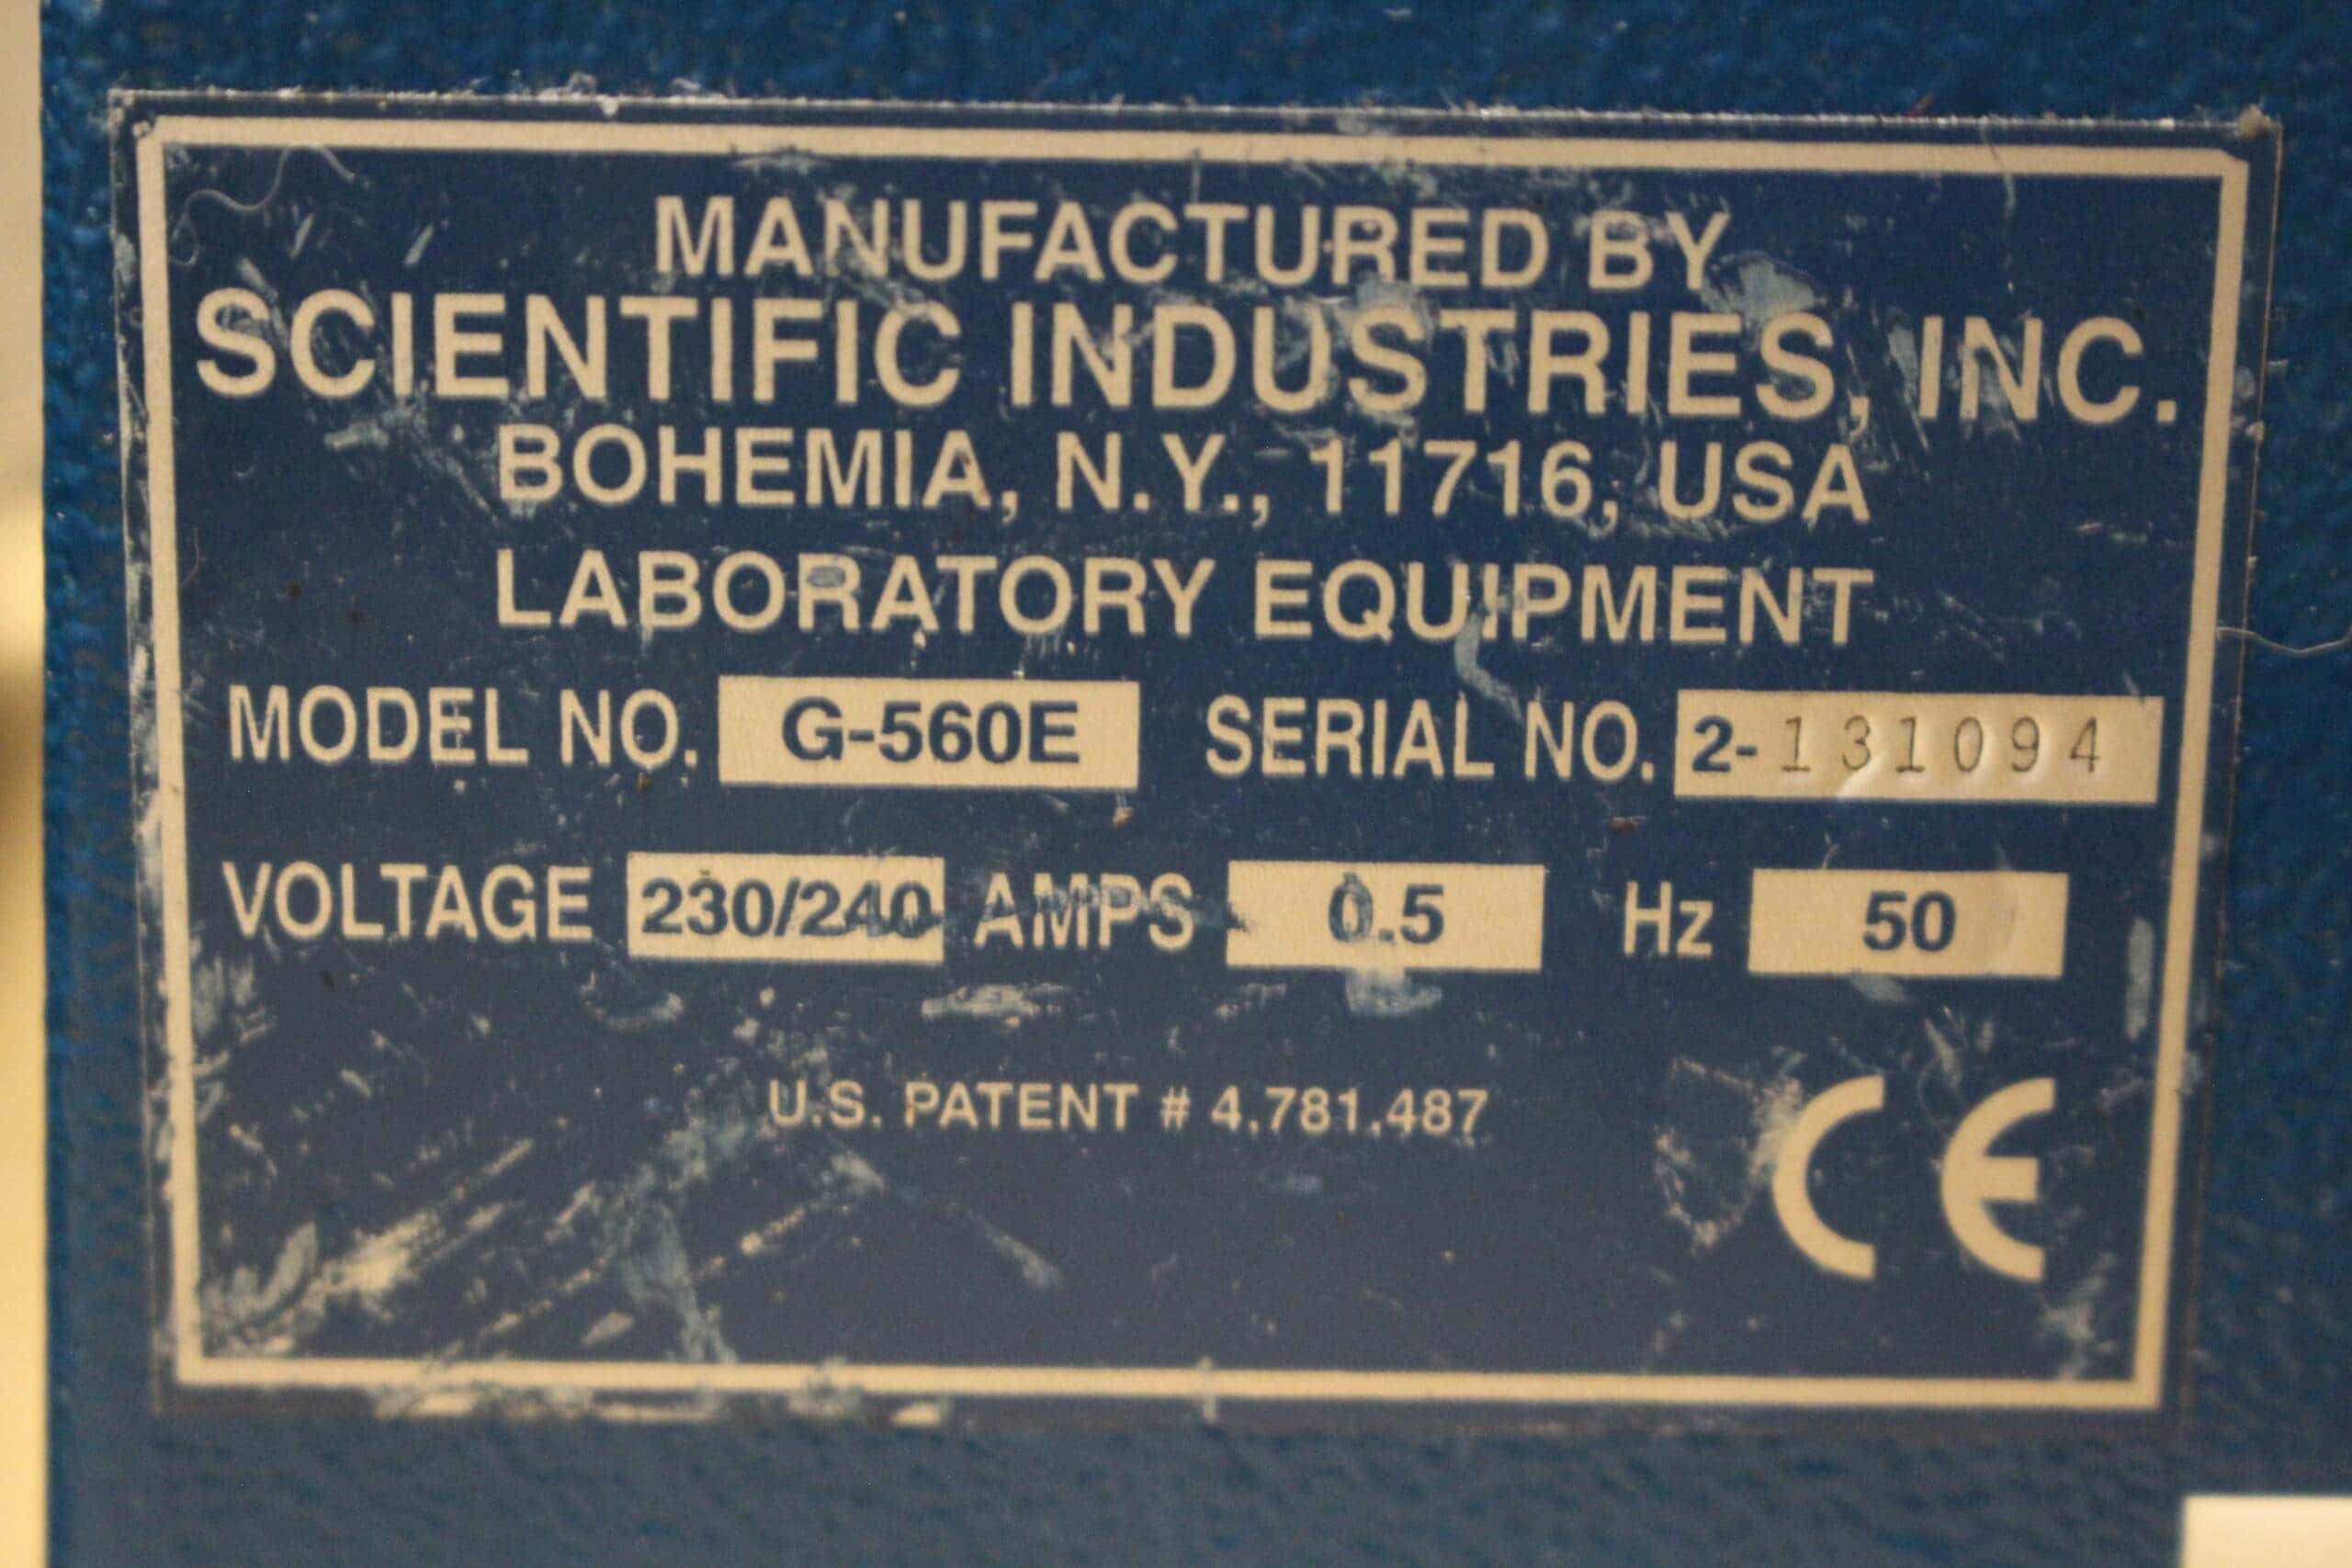 MANUFACTURED BY
SCIENTIFIC INDUSTRIES, INC.
BOHEMIA, N.Y., 11716, USA
LABORATORY EQUIPMENT
MODEL NO. G-560E SERIAL NO. 2-131094
VOLTAGE 230/240 AMPS 0.5 Hz 50
U.S. PATENT # 4,781,487
CE